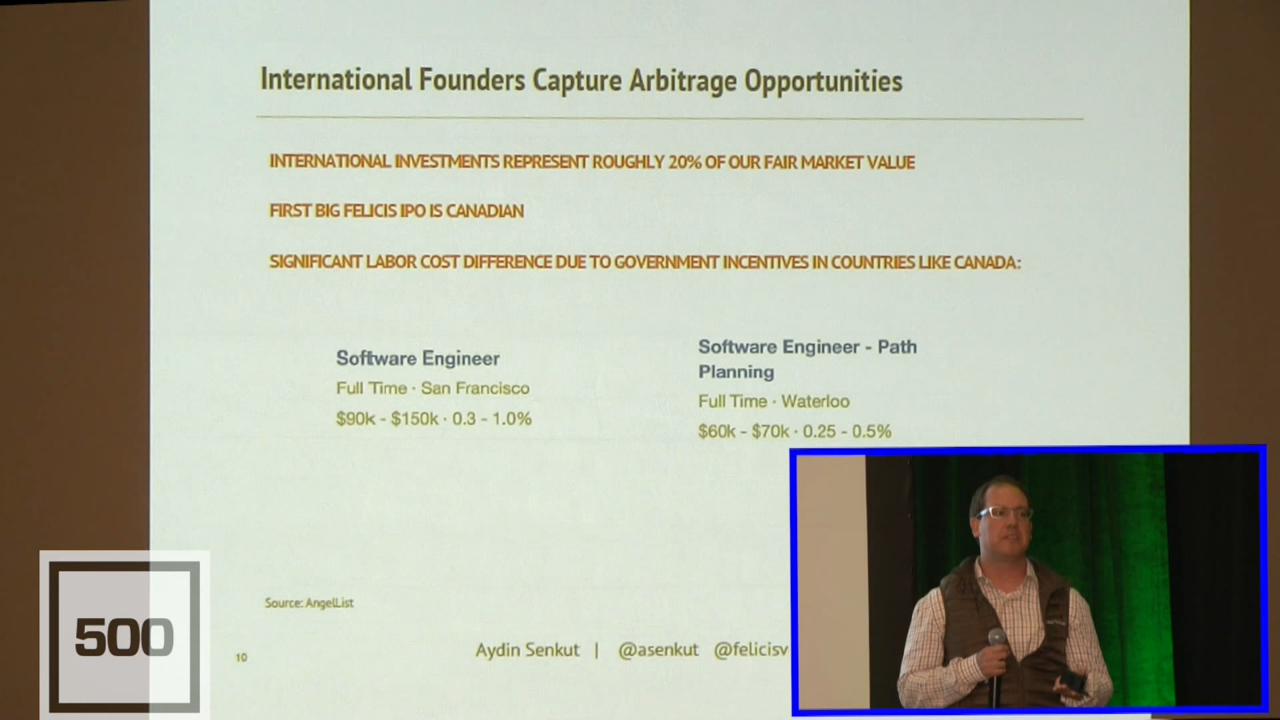 International Founders Capture Arbitrage Opportunities
INTERNATIONAL INVESTMENTS REPRESENT ROUGHLY 20% OF OUR FAIR MARKET VALUE
FIRST BIG FELICIS IPO IS CANADIAN
SIGNIFICANT LABOR COST DIFFERENCE DUE TO GOVERNMENT INCENTIVES IN COUNTRIES LIKE CANADA:
Software Engineer
Full Time · San Francisco
$90k - $150k · 0.3 - 1.0%
Software Engineer - Path
Planning
Full Time · Waterloo
$60k - $70k · 0.25 - 0.5%
Source: AngelList
10
Aydin Senkut | @asenkut @felicisv
500